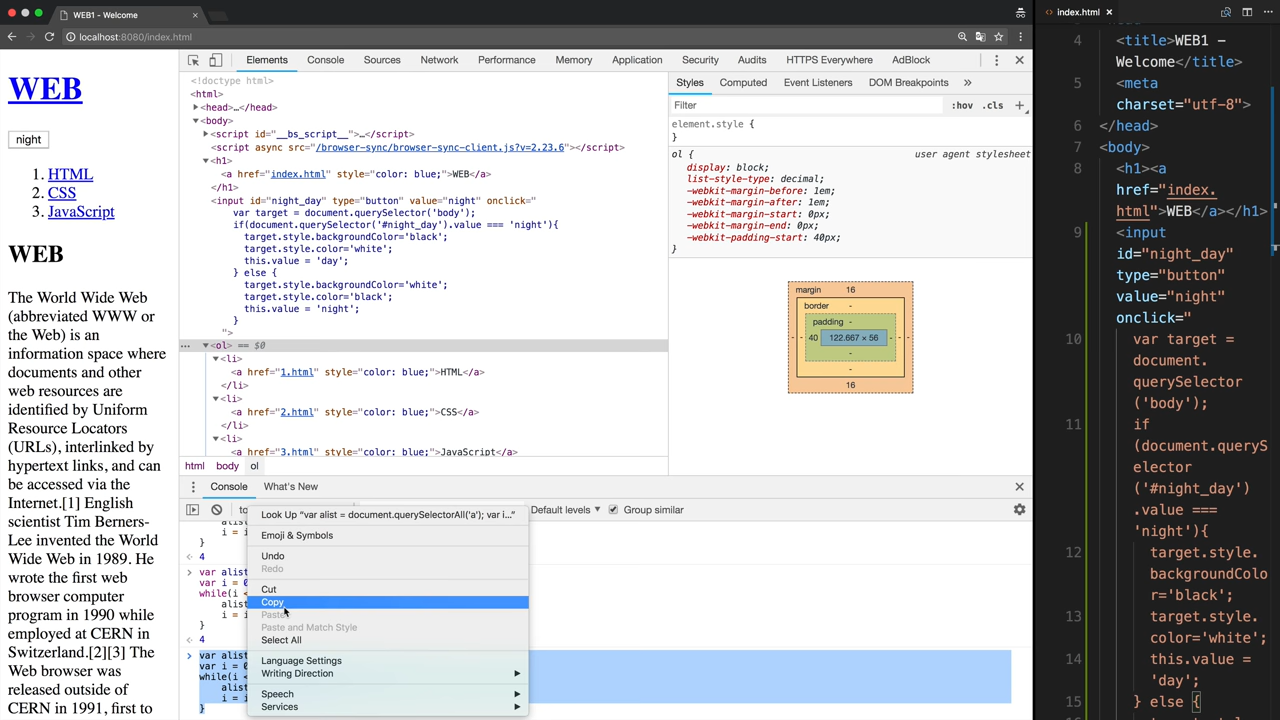 WEB1 - Welcome
localhost:8080/index.html
WEB
night
1. HTML
2. CSS
3. JavaScript
WEB
The World Wide Web
(abbreviated WWW or
the Web) is an
information space where
documents and other
web resources are
identified by Uniform
Resource Locators
(URLs), interlinked by
hypertext links, and can
be accessed via the
Internet.[1] English
scientist Tim Berners-
Lee invented the World
Wide Web in 1989. He
wrote the first web
browser computer
program in 1990 while
employed at CERN in
Switzerland.[2][3] The
Web browser was
released outside of
CERN in 1991, first to
Elements Console Sources Network Performance Memory Application Security Audits HTTPS Everywhere AdBlock
<!doctype html>
<html>
<head>…</head>
<body>
<script id="__bs_script__">…</script>
<script async src="/browser-sync/browser-sync-client.js?v=2.23.6"></script>
<h1>
<a href="index.html" style="color: blue;">WEB</a>
</h1>
<input id="night_day" type="button" value="night" onclick="
var target = document.querySelector('body');
if(document.querySelector('#night_day').value === 'night'){
target.style.backgroundColor='black';
target.style.color='white';
this.value = 'day';
} else {
target.style.backgroundColor='white';
target.style.color='black';
this.value = 'night';
}
">
… <ol> == $0
<li>
<a href="1.html" style="color: blue;">HTML</a>
</li>
<li>
<a href="2.html" style="color: blue;">CSS</a>
</li>
<li>
<a href="3.html" style="color: blue;">JavaScript</a>
html body ol
Styles Computed Event Listeners DOM Breakpoints »
Filter :hov .cls +
element.style {
}
ol { user agent stylesheet
display: block;
list-style-type: decimal;
-webkit-margin-before: 1em;
-webkit-margin-after: 1em;
-webkit-margin-start: 0px;
-webkit-margin-end: 0px;
-webkit-padding-start: 40px;
}
margin 16
border -
padding -
- - 40 122.667 × 56 - - -
-
-
16
Console What's New
to
Default levels ▼ Group similar
i = i
}
4
var alist
var i = 0
while(i <
alist
i = i
}
4
var alist
var i = 0
while(i <
alist
i = i
}
Look Up “var alist = document.querySelectorAll('a'); var i...”
Emoji & Symbols
Undo
Redo
Cut
Copy
Paste
Paste and Match Style
Select All
Language Settings
Writing Direction
Speech
Services
index.html
4 <title>WEB1 -
Welcome</title>
5 <meta
charset="utf-8">
6 </head>
7 <body>
8 <h1><a
href="index.
html">WEB</a></h1>
9 <input
id="night_day"
type="button"
value="night"
onclick="
10 var target =
document.
querySelector
('body');
11 if
(document.queryS
elector
('#night_day')
.value ===
'night'){
12 target.style.
backgroundColo
r='black';
13 target.style.
color='white';
14 this.value =
'day';
15 } else {